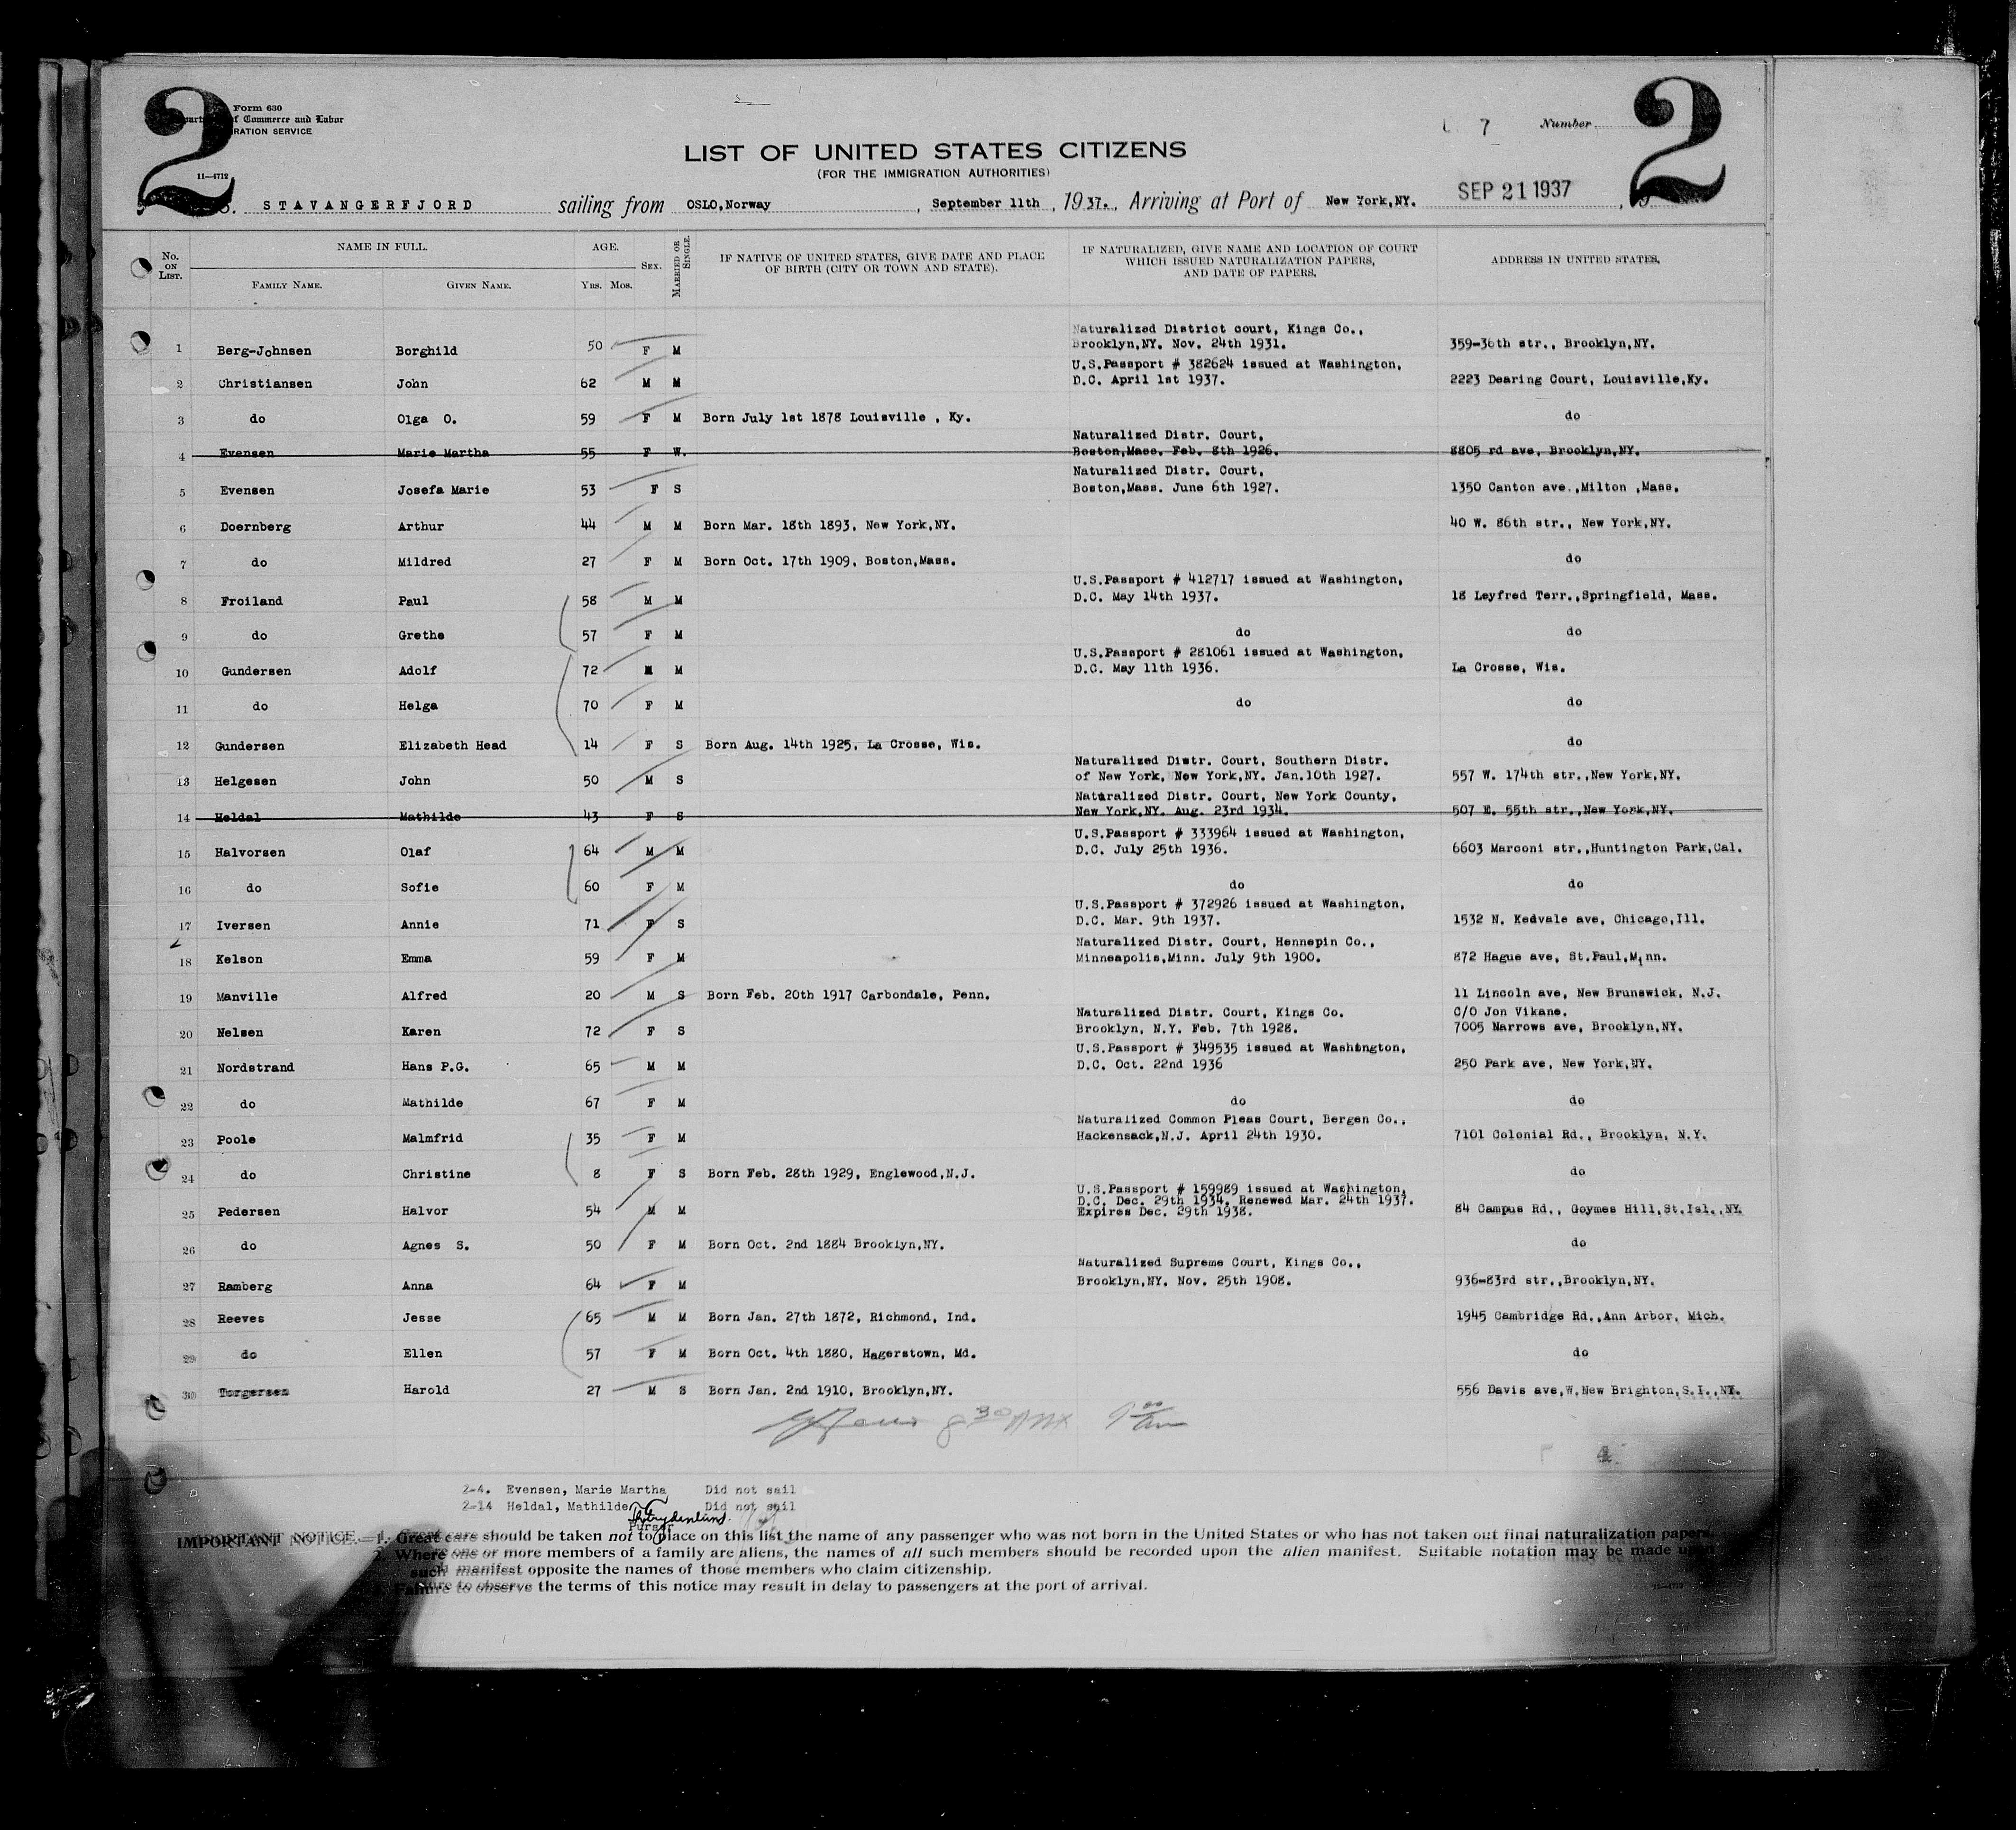 2
2
Form 630
of Commerce and Labor
RATION SERVICE
11—4712
7 Number
LIST OF UNITED STATES CITIZENS
(FOR THE IMMIGRATION AUTHORITIES)
S. STAVANGERFJORD sailing from OSLO,Norway, September 11th, 1937., Arriving at Port of New York,NY. SEP 21 1937
No. ON LIST.
NAME IN FULL.
FAMILY NAME. GIVEN NAME.
AGE.
YRS. MOS.
SEX.
MARRIED OR SINGLE.
IF NATIVE OF UNITED STATES, GIVE DATE AND PLACE
OF BIRTH (CITY OR TOWN AND STATE).
IF NATURALIZED, GIVE NAME AND LOCATION OF COURT
WHICH ISSUED NATURALIZATION PAPERS,
AND DATE OF PAPERS.
ADDRESS IN UNITED STATES.
Naturalized District court, Kings Co.,
1 Berg-Johnsen Borghild 50 F M Brooklyn,NY. Nov. 24th 1931. 359-36th str., Brooklyn,NY.
U.S.Passport # 382624 issued at Washington,
2 Christiansen John 62 M M D.C. April 1st 1937. 2223 Dearing Court, Louisville,Ky.
3 do Olga O. 59 F M Born July 1st 1878 Louisville , Ky. do
Naturalized Distr. Court,
4 Evensen Marie Martha 55 F W. Boston,Mass. Feb. 8th 1926. 8805 rd ave, Brooklyn,NY.
Naturalized Distr. Court,
5 Evensen Josefa Marie 53 F S Boston,Mass. June 6th 1927. 1350 Canton ave.,Milton ,Mass.
6 Doernberg Arthur 44 M M Born Mar. 18th 1893, New York,NY. 40 W. 86th str., New York,NY.
7 do Mildred 27 F M Born Oct. 17th 1909, Boston,Mass. do
U.S.Passport # 412717 issued at Washington,
8 Froiland Paul 58 M M D.C. May 14th 1937. 18 Leyfred Terr.,Springfield, Mass.
9 do Grethe 57 F M do do
U.S.Passport # 281061 issued at Washington,
10 Gundersen Adolf 72 M M D.C. May 11th 1936. La Crosse, Wis.
11 do Helga 70 F M do do
12 Gundersen Elizabeth Head 14 F S Born Aug. 14th 1925, La Crosse, Wis. do
Naturalized Distr. Court, Southern Distr.
13 Helgesen John 50 M S of New York, New York,NY. Jan.10th 1927. 557 W. 174th str.,New York,NY.
Naturalized Distr. Court, New York County,
14 Heldal Mathilde 43 F S New York,NY. Aug. 23rd 1934. 507 E. 55th str.,New York,NY.
U.S.Passport # 333964 issued at Washington,
15 Halvorsen Olaf 64 M M D.C. July 25th 1936. 6603 Marconi str.,Huntington Park,Cal.
16 do Sofie 60 F M do do
U.S.Passport # 372926 issued at Washington,
17 Iversen Annie 71 F S D.C. Mar. 9th 1937. 1532 N. Kedvale ave, Chicago,Ill.
Naturalized Distr. Court, Hennepin Co.,
18 Kelson Emma 59 F M Minneapolis,Minn. July 9th 1900. 872 Hague ave, St.Paul,Minn.
19 Manville Alfred 20 M S Born Feb. 20th 1917 Carbondale, Penn. 11 Lincoln ave, New Brunswick, N.J.
Naturalized Distr. Court, Kings Co. C/O Jon Vikane.
20 Nelsen Karen 72 F S Brooklyn, N.Y. Feb. 7th 1928. 7005 Narrows ave, Brooklyn,NY.
U.S.Passport # 349535 issued at Washington,
21 Nordstrand Hans P.G. 65 M M D.C. Oct. 22nd 1936 250 Park ave, New York,NY.
22 do Mathilde 67 F M do do
Naturalized Common Pleas Court, Bergen Co.,
23 Poole Malmfrid 35 F M Hackensack,N.J. April 24th 1930. 7101 Colonial Rd., Brooklyn, N.Y.
24 do Christine 8 F S Born Feb. 28th 1929, Englewood,N.J. do
U.S.Passport # 159989 issued at Washington,
D.C. Dec. 29th 1934, Renewed Mar. 24th 1937.
25 Pedersen Halvor 54 M M Expires Dec. 29th 1938. 84 Campus Rd., Goymes Hill,St.Isl.,NY.
26 do Agnes S. 50 F M Born Oct. 2nd 1884 Brooklyn,NY. do
Naturalized Supreme Court, Kings Co.,
27 Ramberg Anna 64 F M Brooklyn,NY. Nov. 25th 1908. 936-83rd str.,Brooklyn,NY.
28 Reeves Jesse 65 M M Born Jan. 27th 1872, Richmond, Ind. 1945 Cambridge Rd.,Ann Arbor, Mich.
29 do Ellen 57 F M Born Oct. 4th 1880, Hagerstown, Md. do
30 Torgersen Harold 27 M S Born Jan. 2nd 1910, Brooklyn,NY. 556 Davis ave,W.New Brighton,S.I.,NY.
8 30 AM
2-4. Evensen, Marie Martha Did not sail
2-14 Heldal, Mathilde Did not sail
Purser
IMPORTANT NOTICE.—1. Great care should be taken not to place on this list the name of any passenger who was not born in the United States or who has not taken out final naturalization papers.
2. Where one or more members of a family are aliens, the names of all such members should be recorded upon the alien manifest. Suitable notation may be made upon
such manifest opposite the names of those members who claim citizenship.
Failure to observe the terms of this notice may result in delay to passengers at the port of arrival.